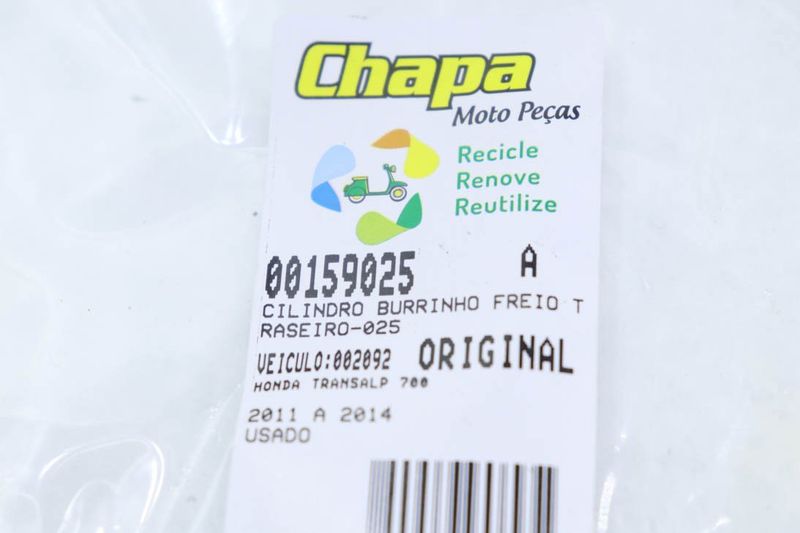 Chapa
Moto Peças
Recicle
Renove
Reutilize
00159025 A
CILINDRO BURRINHO FREIO T
RASEIRO-025
VEICULO:002092 ORIGINAL
HONDA TRANSALP 700
2011 A 2014
USADO